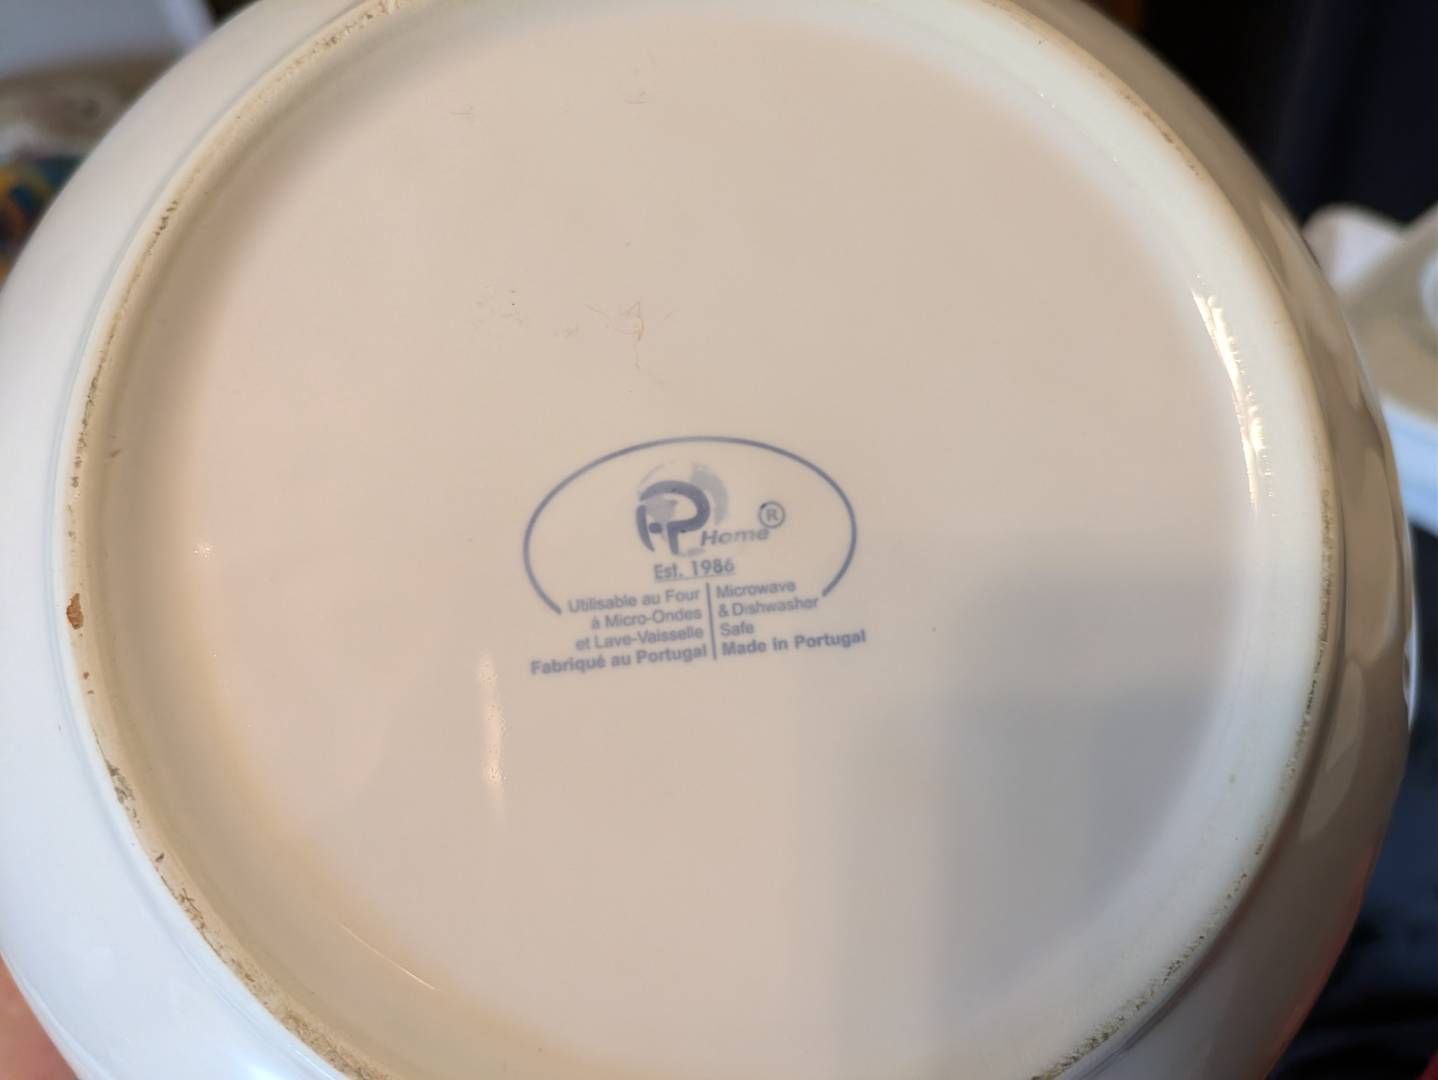 iP Home ®
Est. 1986
Utilisable au Four
à Micro-Ondes
et Lave-Vaisselle
Fabriqué au Portugal
Microwave
& Dishwasher
Safe
Made in Portugal